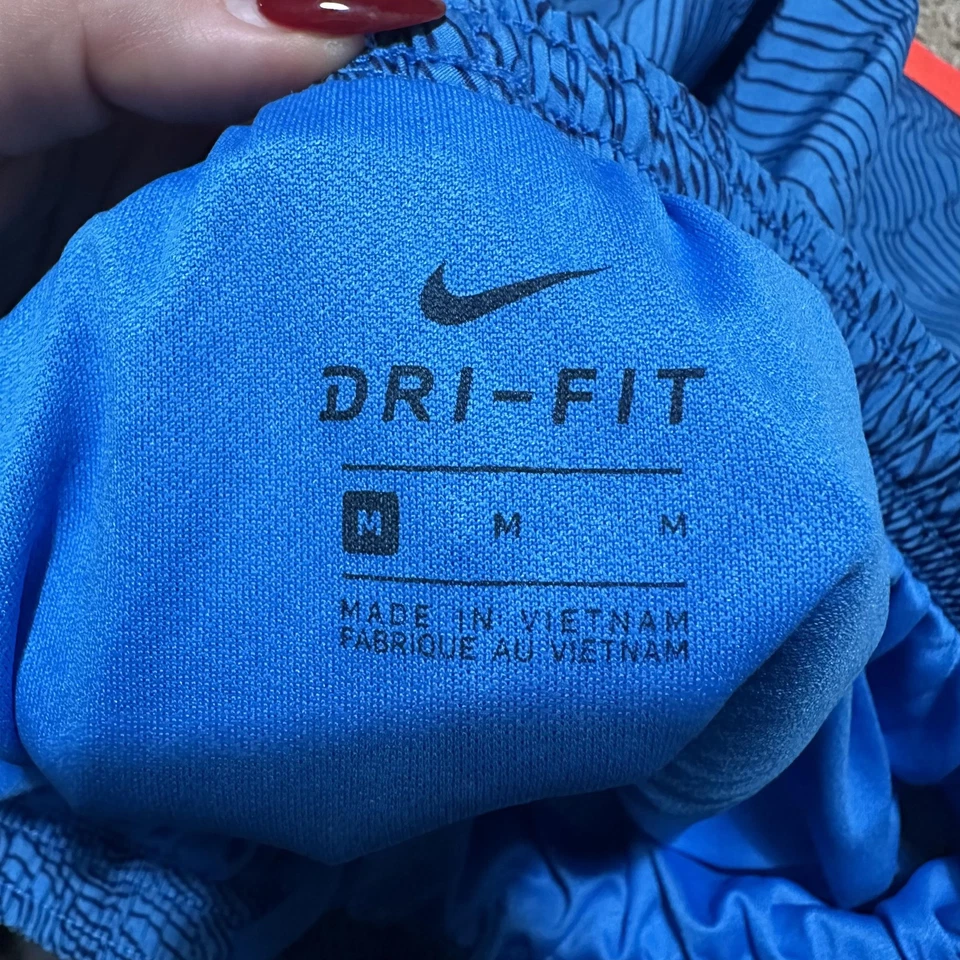 DRI-FIT
M M M
MADE IN VIETNAM
FABRIQUE AU VIETNAM